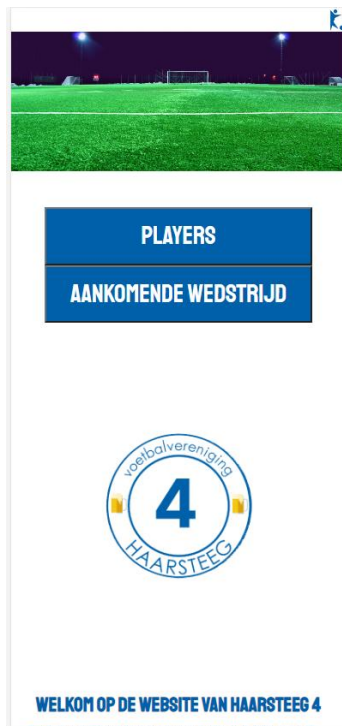 PLAYERS
AANKOMENDE WEDSTRIJD
voetbalvereniging
4
HAARSTEEG
WELKOM OP DE WEBSITE VAN HAARSTEEG 4